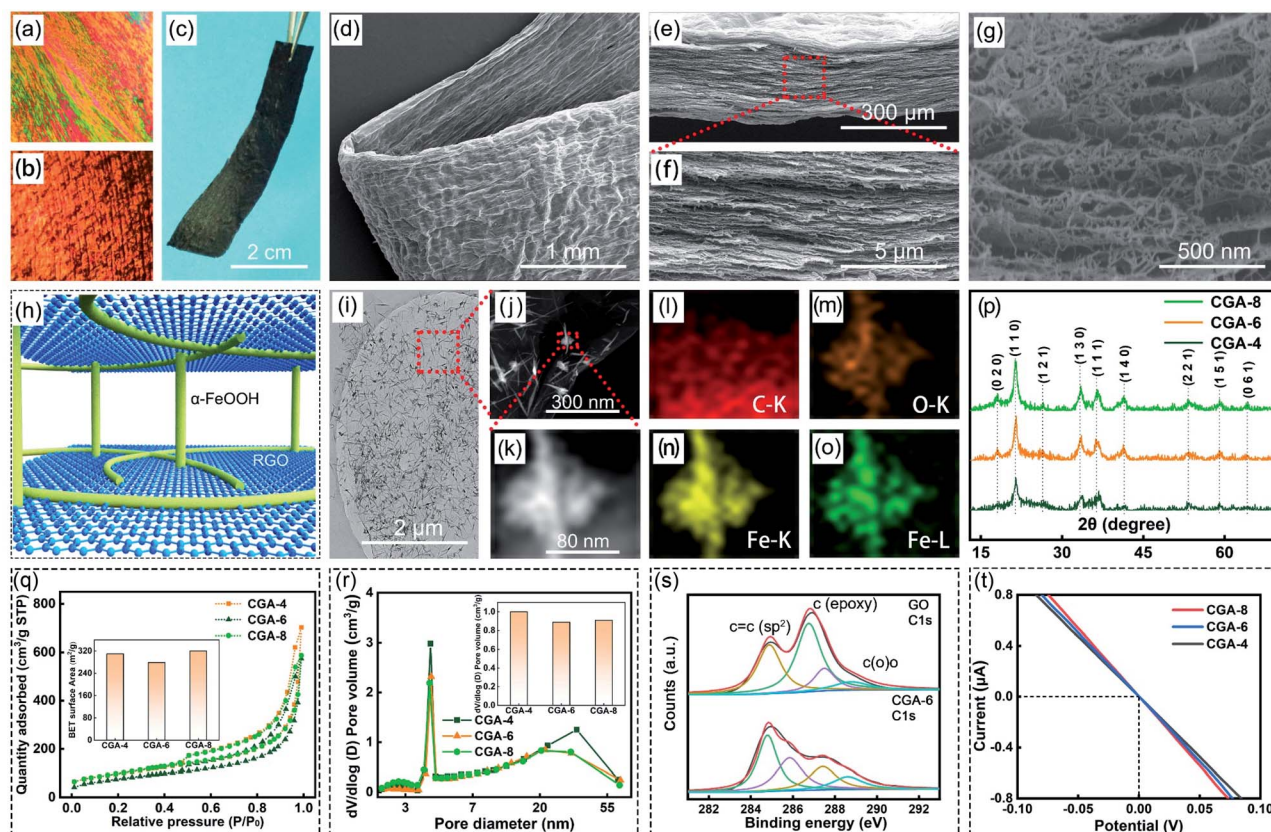 (a)
(b)
(c)
2 cm
(d)
1 mm
(e)
300 μm
(f)
5 μm
(g)
500 nm
(h)
α-FeOOH
RGO
(i)
2 μm
(j)
300 nm
(k)
80 nm
(l)
C-K
(m)
O-K
(n)
Fe-K
(o)
Fe-L
(p)
CGA-8
CGA-6
CGA-4
(0 2 0)
(1 1 0)
(1 2 1)
(1 3 0)
(1 1 1)
(1 4 0)
(2 2 1)
(1 5 1)
(0 6 1)
15 30 45 60
2θ (degree)
(q)
Quantity adsorbed (cm³/g STP)
800
600
400
200
0
CGA-4
CGA-6
CGA-8
BET surface Area (m²/g)
320
240
160
80
0
CGA-4 CGA-6 CGA-8
0.0 0.2 0.4 0.6 0.8 1.0
Relative pressure (P/P₀)
(r)
dV/dlog (D) Pore volume (cm³/g)
4
3
2
1
0
dV/dlog (D) Pore volume (cm³/g)
1.0
0.8
0.6
0.4
0.2
0.0
CGA-4 CGA-6 CGA-8
CGA-4
CGA-6
CGA-8
3 7 20 55
Pore diameter (nm)
(s)
Counts (a.u.)
c (epoxy)
c=c (sp²)
c(o)o
GO
C1s
CGA-6
C1s
282 285 288 291 293
Binding energy (eV)
(t)
Current (μA)
0.8
0.4
0.0
-0.4
-0.8
CGA-8
CGA-6
CGA-4
-0.10 -0.05 0.00 0.05 0.10
Potential (V)